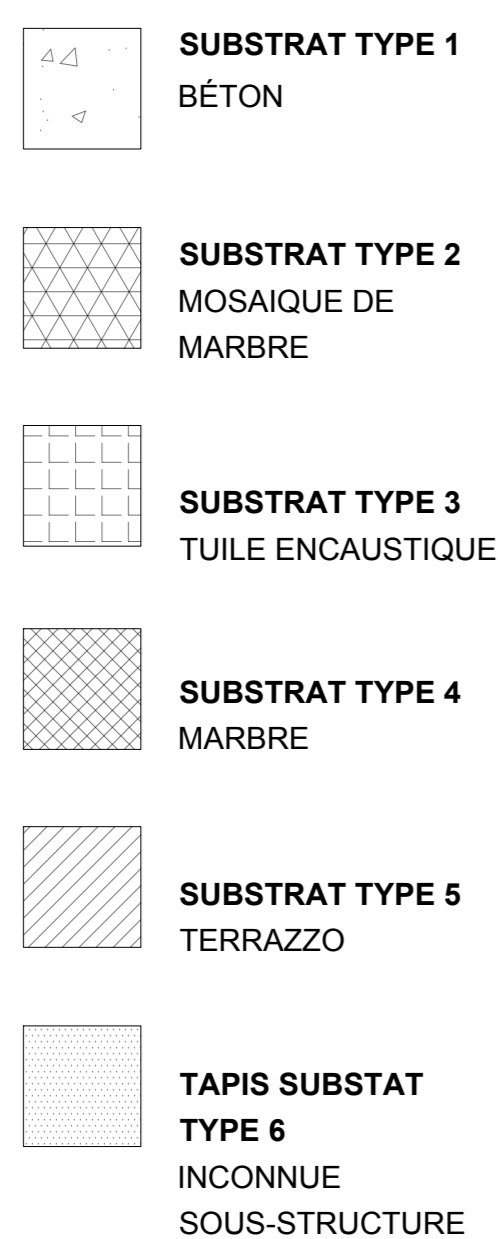 SUBSTRAT TYPE 1
BÉTON
SUBSTRAT TYPE 2
MOSAIQUE DE
MARBRE
SUBSTRAT TYPE 3
TUILE ENCAUSTIQUE
SUBSTRAT TYPE 4
MARBRE
SUBSTRAT TYPE 5
TERRAZZO
TAPIS SUBSTAT
TYPE 6
INCONNUE
SOUS-STRUCTURE